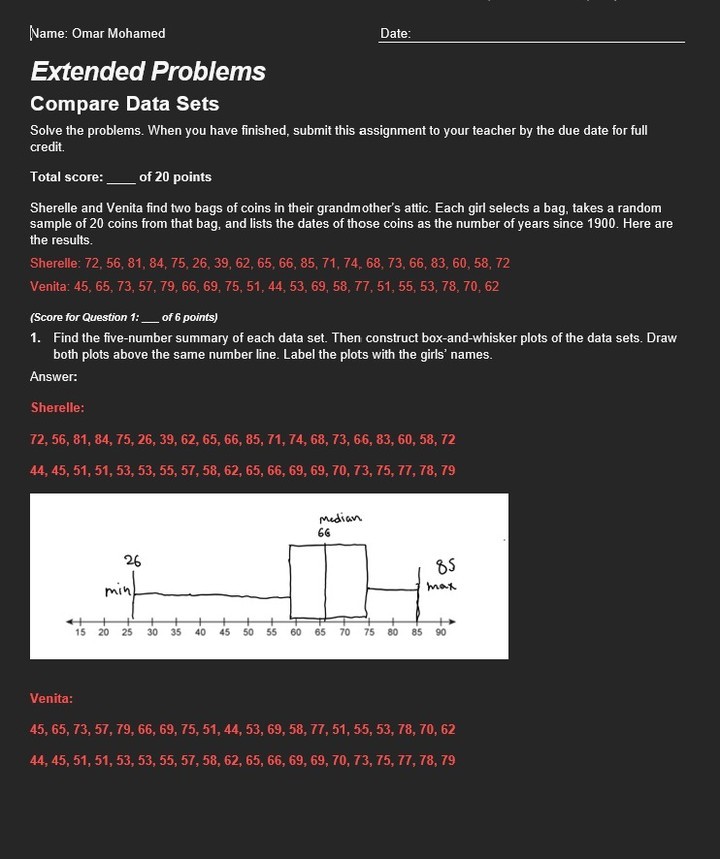 Name: Omar Mohamed Date:
Extended Problems
Compare Data Sets
Solve the problems. When you have finished, submit this assignment to your teacher by the due date for full
credit.
Total score: ____ of 20 points
Sherelle and Venita find two bags of coins in their grandmother's attic. Each girl selects a bag, takes a random
sample of 20 coins from that bag, and lists the dates of those coins as the number of years since 1900. Here are
the results.
Sherelle: 72, 56, 81, 84, 75, 26, 39, 62, 65, 66, 85, 71, 74, 68, 73, 66, 83, 60, 58, 72
Venita: 45, 65, 73, 57, 79, 66, 69, 75, 51, 44, 53, 69, 58, 77, 51, 55, 53, 78, 70, 62
(Score for Question 1: ___ of 6 points)
1. Find the five-number summary of each data set. Then construct box-and-whisker plots of the data sets. Draw
both plots above the same number line. Label the plots with the girls' names.
Answer:
Sherelle:
72, 56, 81, 84, 75, 26, 39, 62, 65, 66, 85, 71, 74, 68, 73, 66, 83, 60, 58, 72
44, 45, 51, 51, 53, 53, 55, 57, 58, 62, 65, 66, 69, 69, 70, 73, 75, 77, 78, 79
Median
66
26
85
min
max
15 20 25 30 35 40 45 50 55 60 65 70 75 80 85 90
Venita:
45, 65, 73, 57, 79, 66, 69, 75, 51, 44, 53, 69, 58, 77, 51, 55, 53, 78, 70, 62
44, 45, 51, 51, 53, 53, 55, 57, 58, 62, 65, 66, 69, 69, 70, 73, 75, 77, 78, 79